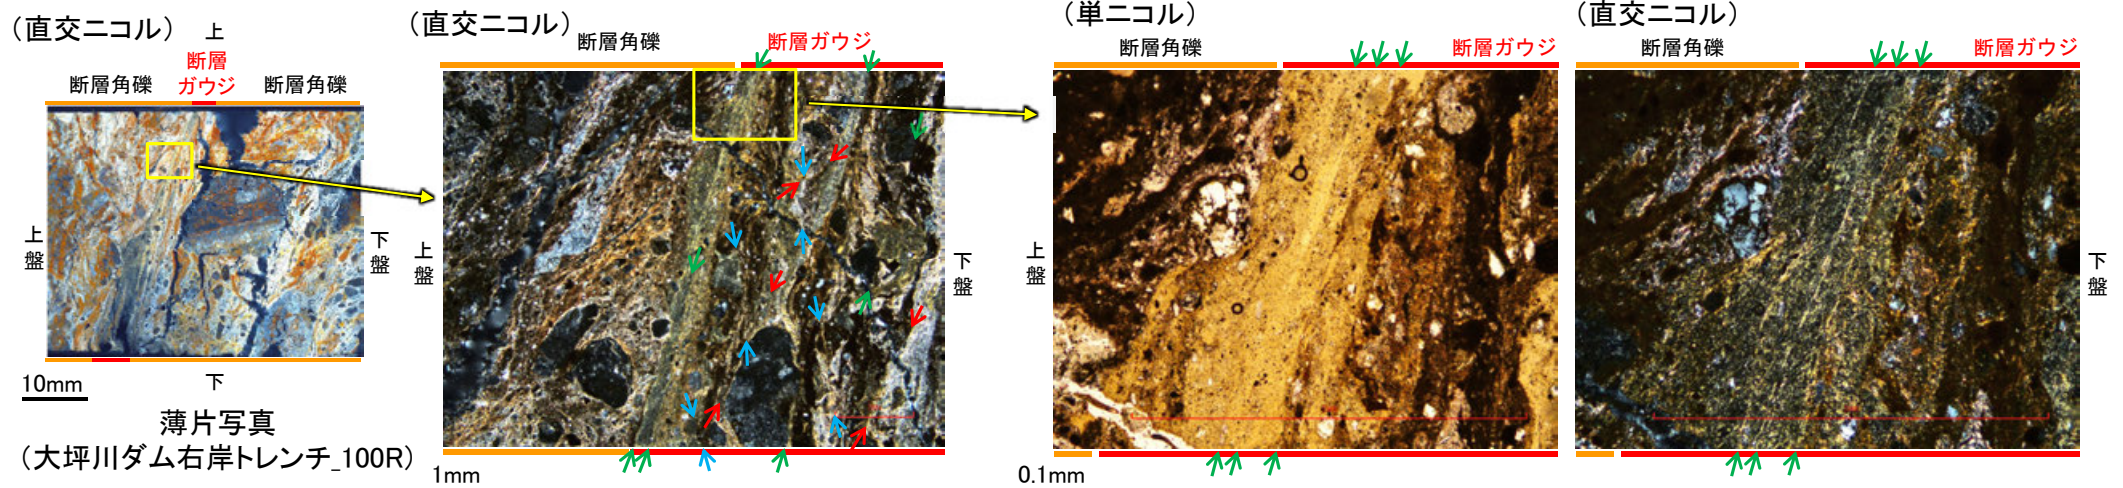 （直交ニコル）
上
断層角礫
断層
ガウジ
断層角礫
上
盤
下
盤
下
10mm
薄片写真
（大坪川ダム右岸トレンチ_100R）
（直交ニコル）
断層角礫
断層ガウジ
上
盤
下
盤
1mm
（単ニコル）
断層角礫
断層ガウジ
上
盤
0.1mm
（直交ニコル）
断層角礫
断層ガウジ
下
盤